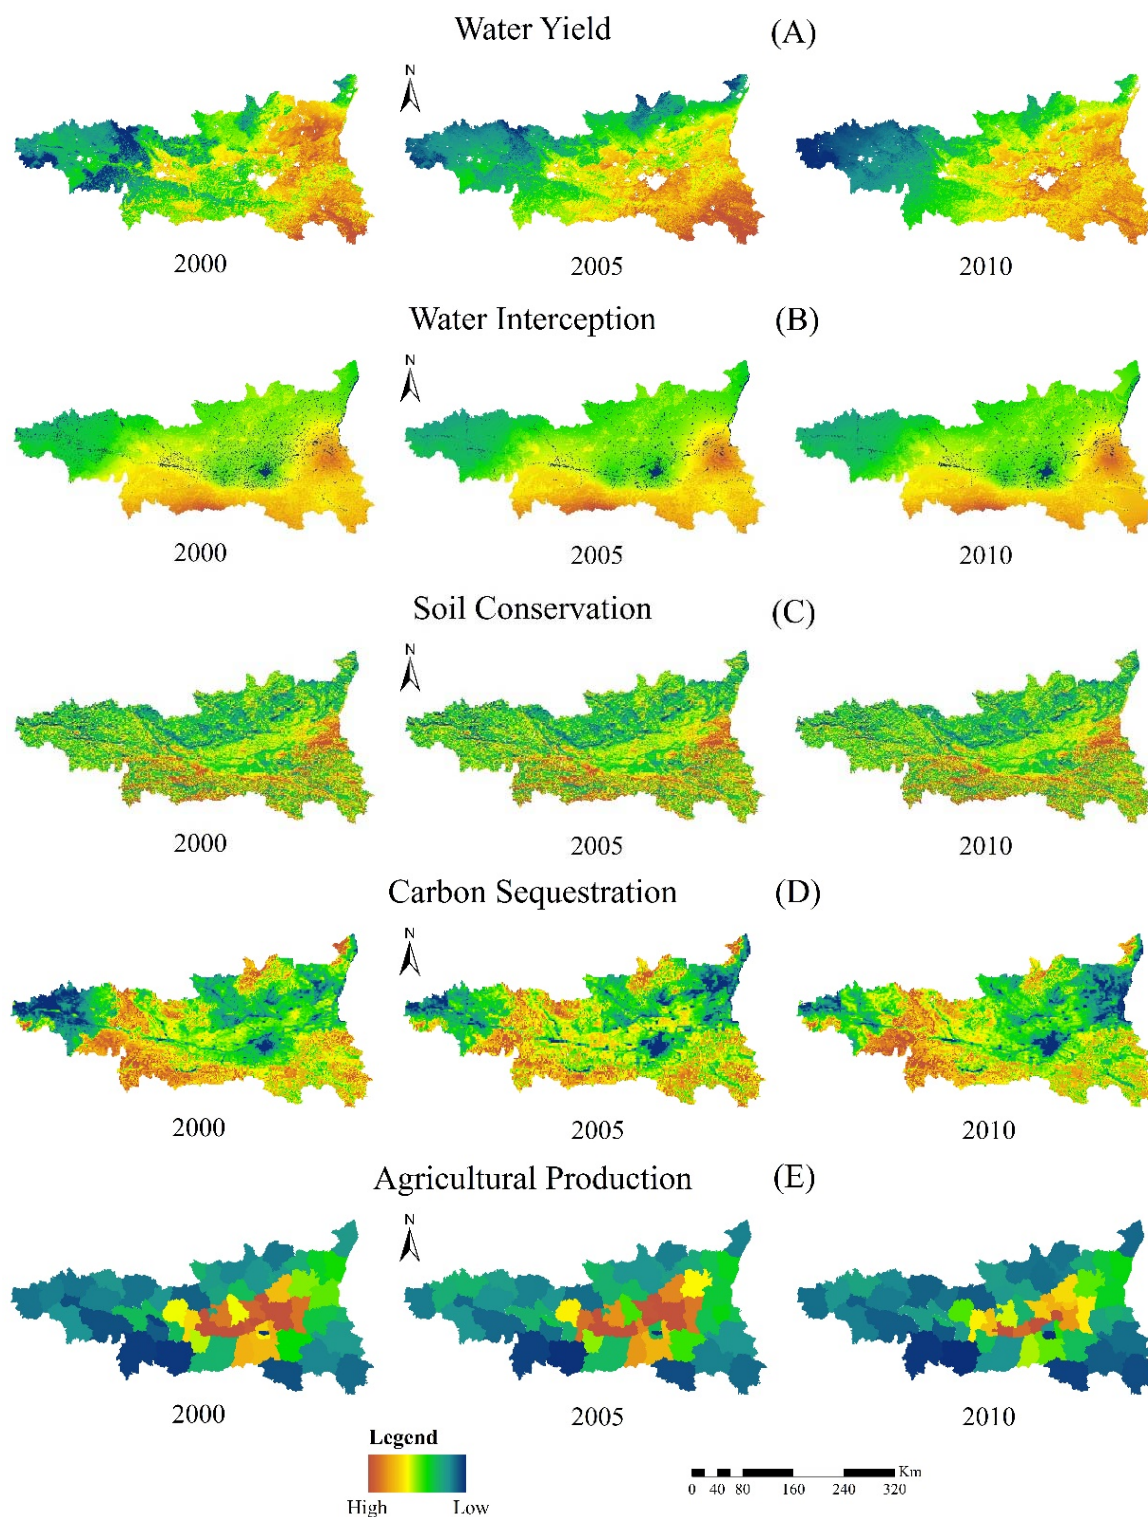 Water Yield (A)
N
2000 2005 2010
Water Interception (B)
N
2000 2005 2010
Soil Conservation (C)
N
2000 2005 2010
Carbon Sequestration (D)
N
2000 2005 2010
Agricultural Production (E)
N
2000 2005 2010
Legend
High Low
Km
0 40 80 160 240 320